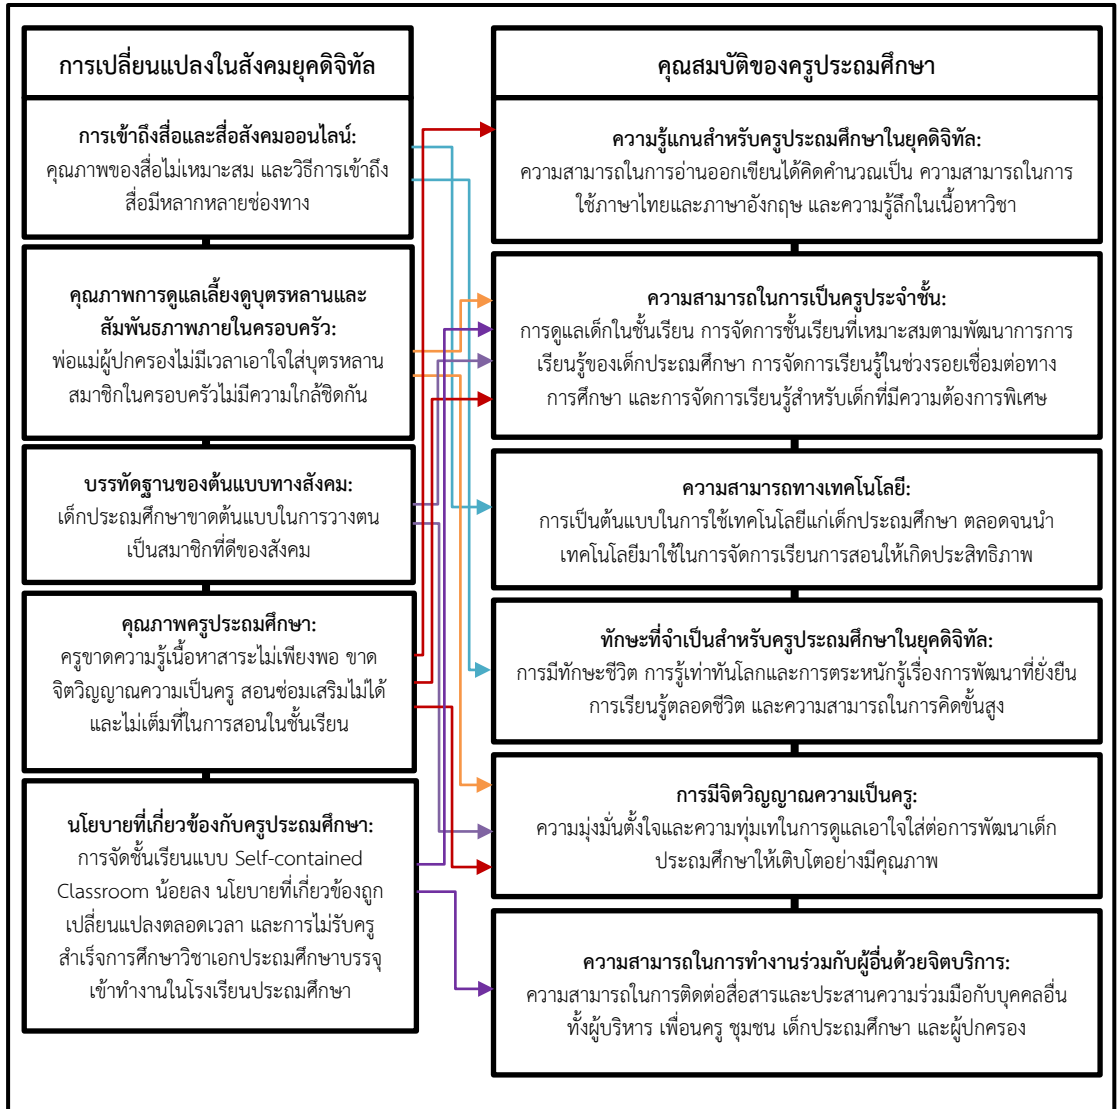 การเปลี่ยนแปลงในสังคมยุคดิจิทัล
การเข้าถึงสื่อและสื่อสังคมออนไลน์:
คุณภาพของสื่อไม่เหมาะสม และวิธีการเข้าถึง
สื่อมีหลากหลายช่องทาง
คุณภาพการดูแลเลี้ยงดูบุตรหลานและ
สัมพันธภาพภายในครอบครัว:
พ่อแม่ผู้ปกครองไม่มีเวลาเอาใจใส่บุตรหลาน
สมาชิกในครอบครัวไม่มีความใกล้ชิดกัน
บรรทัดฐานของต้นแบบทางสังคม:
เด็กประถมศึกษาขาดต้นแบบในการวางตน
เป็นสมาชิกที่ดีของสังคม
คุณภาพครูประถมศึกษา:
ครูขาดความรู้เนื้อหาสาระไม่เพียงพอ ขาด
จิตวิญญาณความเป็นครู สอนซ่อมเสริมไม่ได้
และไม่เต็มที่ในการสอนในชั้นเรียน
นโยบายที่เกี่ยวข้องกับครูประถมศึกษา:
การจัดชั้นเรียนแบบ Self-contained
Classroom น้อยลง นโยบายที่เกี่ยวข้องถูก
เปลี่ยนแปลงตลอดเวลา และการไม่รับครู
สำเร็จการศึกษาวิชาเอกประถมศึกษาบรรจุ
เข้าทำงานในโรงเรียนประถมศึกษา
คุณสมบัติของครูประถมศึกษา
ความรู้แกนสำหรับครูประถมศึกษาในยุคดิจิทัล:
ความสามารถในการอ่านออกเขียนได้คิดคำนวณเป็น ความสามารถในการ
ใช้ภาษาไทยและภาษาอังกฤษ และความรู้ลึกในเนื้อหาวิชา
ความสามารถในการเป็นครูประจำชั้น:
การดูแลเด็กในชั้นเรียน การจัดการชั้นเรียนที่เหมาะสมตามพัฒนาการการ
เรียนรู้ของเด็กประถมศึกษา การจัดการเรียนรู้ในช่วงรอยเชื่อมต่อทาง
การศึกษา และการจัดการเรียนรู้สำหรับเด็กที่มีความต้องการพิเศษ
ความสามารถทางเทคโนโลยี:
การเป็นต้นแบบในการใช้เทคโนโลยีแก่เด็กประถมศึกษา ตลอดจนนำ
เทคโนโลยีมาใช้ในการจัดการเรียนการสอนให้เกิดประสิทธิภาพ
ทักษะที่จำเป็นสำหรับครูประถมศึกษาในยุคดิจิทัล:
การมีทักษะชีวิต การรู้เท่าทันโลกและการตระหนักรู้เรื่องการพัฒนาที่ยั่งยืน
การเรียนรู้ตลอดชีวิต และความสามารถในการคิดขั้นสูง
การมีจิตวิญญาณความเป็นครู:
ความมุ่งมั่นตั้งใจและความทุ่มเทในการดูแลเอาใจใส่ต่อการพัฒนาเด็ก
ประถมศึกษาให้เติบโตอย่างมีคุณภาพ
ความสามารถในการทำงานร่วมกับผู้อื่นด้วยจิตบริการ:
ความสามารถในการติดต่อสื่อสารและประสานความร่วมมือกับบุคคลอื่น
ทั้งผู้บริหาร เพื่อนครู ชุมชน เด็กประถมศึกษา และผู้ปกครอง